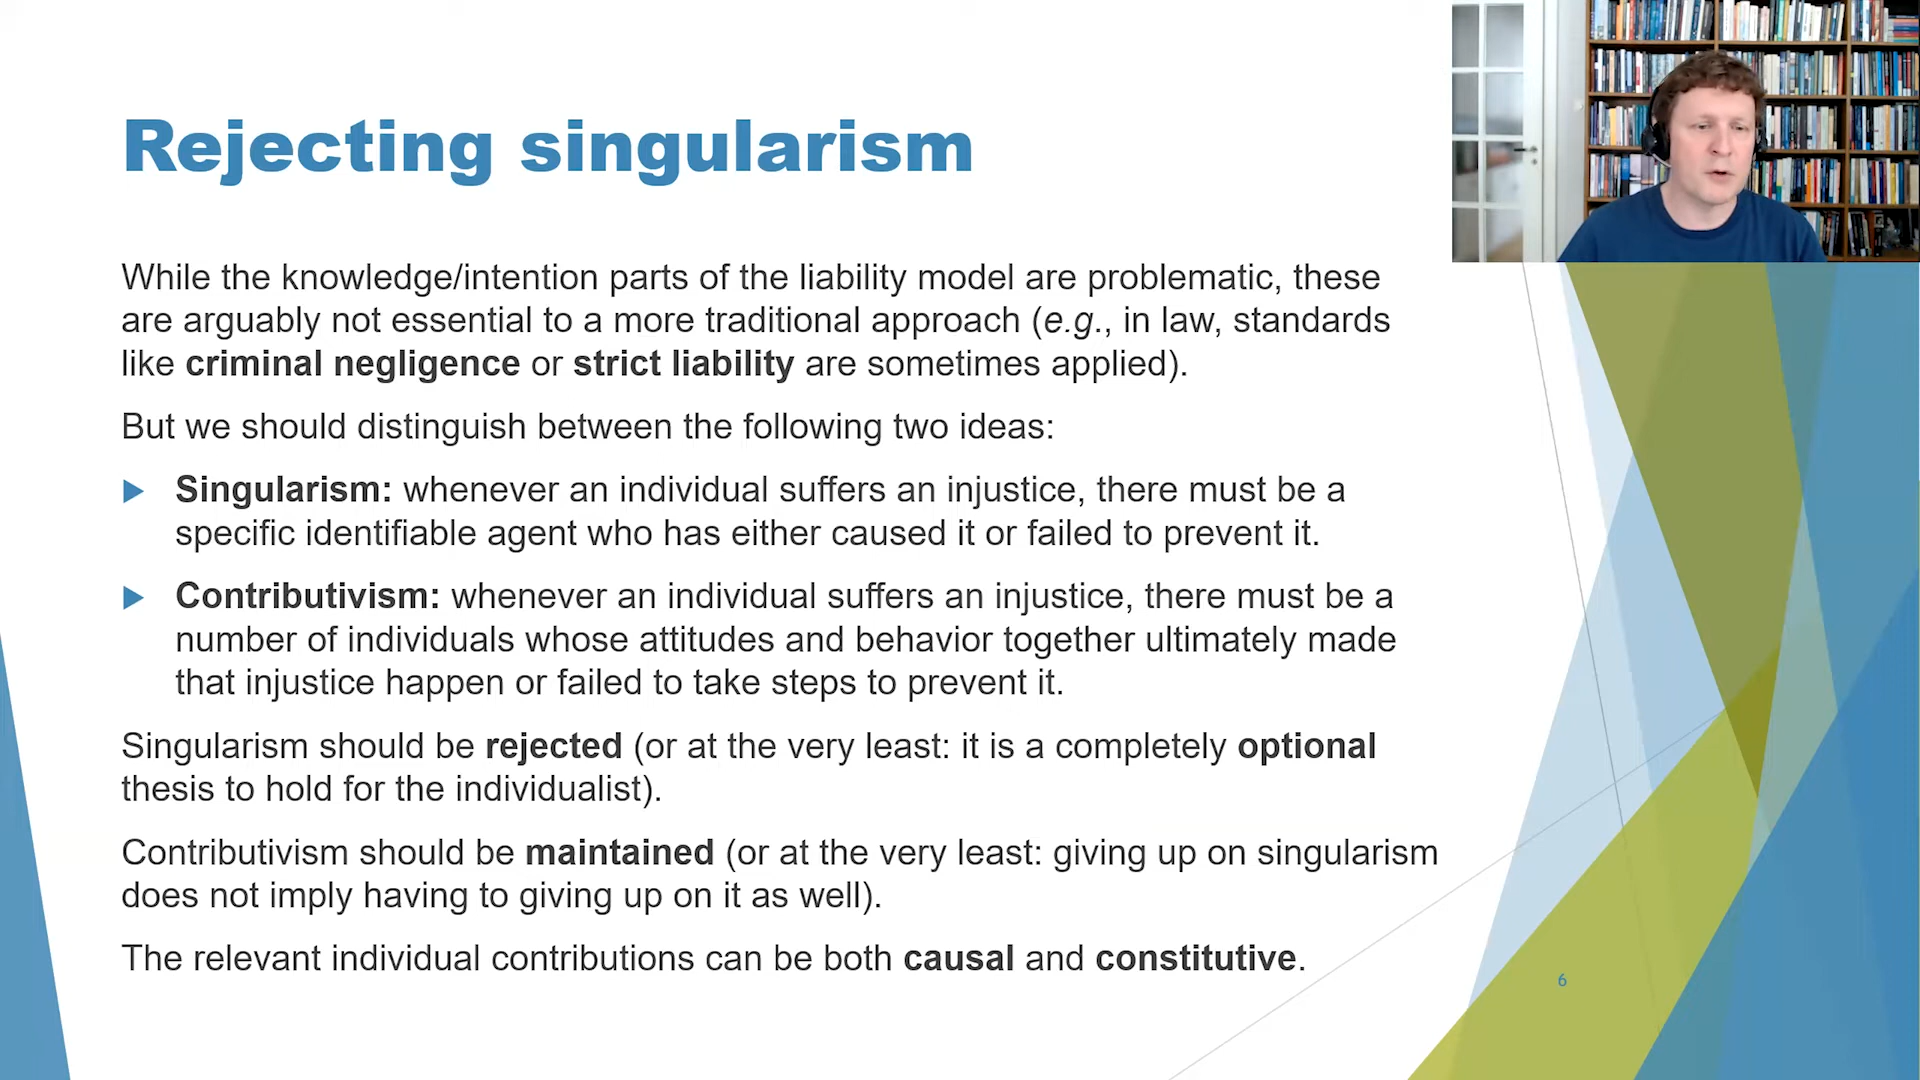 Rejecting singularism
While the knowledge/intention parts of the liability model are problematic, these
are arguably not essential to a more traditional approach (e.g., in law, standards
like criminal negligence or strict liability are sometimes applied).
But we should distinguish between the following two ideas:
Singularism: whenever an individual suffers an injustice, there must be a
specific identifiable agent who has either caused it or failed to prevent it.
Contributivism: whenever an individual suffers an injustice, there must be a
number of individuals whose attitudes and behavior together ultimately made
that injustice happen or failed to take steps to prevent it.
Singularism should be rejected (or at the very least: it is a completely optional
thesis to hold for the individualist).
Contributivism should be maintained (or at the very least: giving up on singularism
does not imply having to giving up on it as well).
The relevant individual contributions can be both causal and constitutive.
6